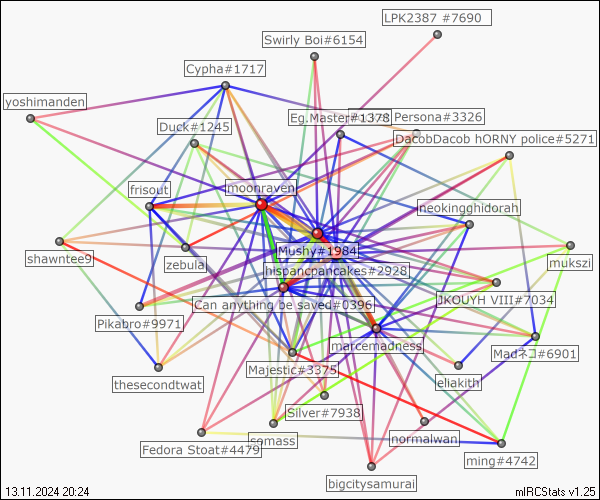 LPK2387 #7690
Swirly Boi#6154
Cypha#1717
yoshimanden
Eg.Master#1378
Persona#3326
Duck#1245
DacobDacob hORNY police#5271
moonraven
frisout
neokingghidorah
Mushy#1984
shawntee9
zebula
mukszi
hispancpancakes#2928
Can anything be saved#0396
JKOUYH VIII#7034
Pikabro#9971
marcemadness
Madネコ#6901
Majestic#3375
thesecondtwat
eliakith
Silver#7938
Fedora Stoat#4479
somass
normalwan
ming#4742
bigcitysamurai
13.11.2024 20:24
mIRCStats v1.25